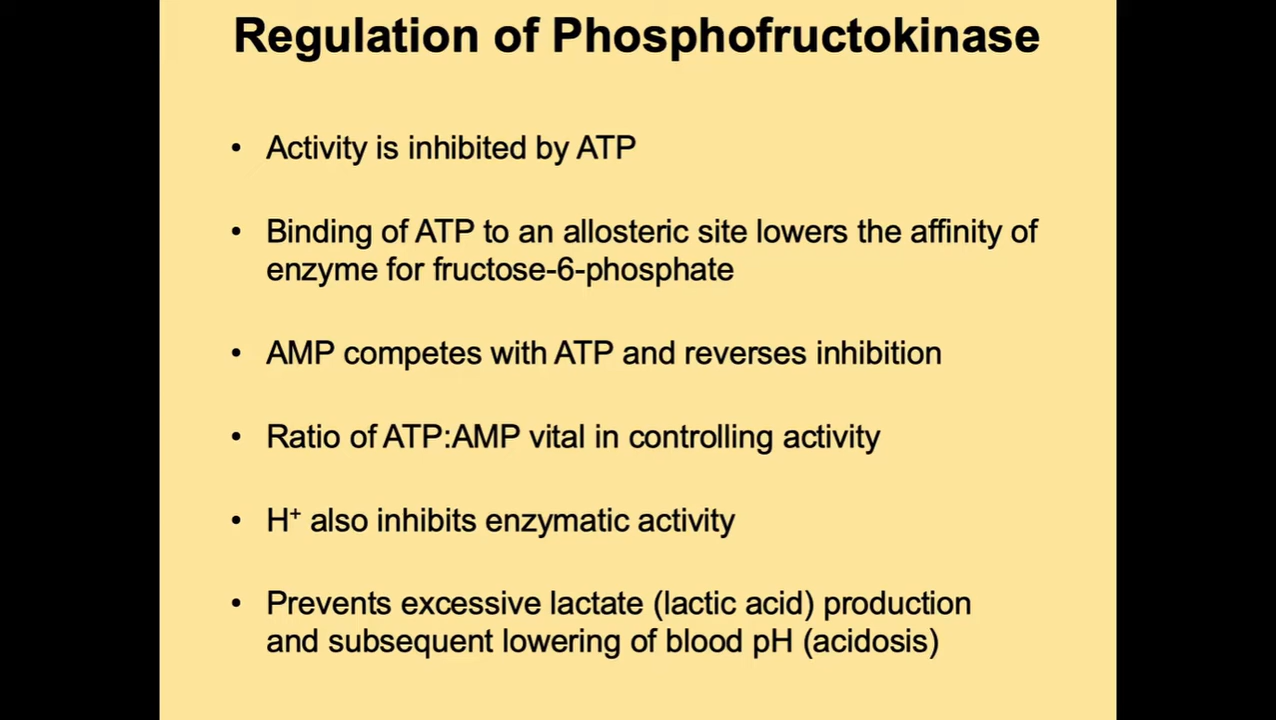 Regulation of Phosphofructokinase
• Activity is inhibited by ATP
• Binding of ATP to an allosteric site lowers the affinity of
enzyme for fructose-6-phosphate
• AMP competes with ATP and reverses inhibition
• Ratio of ATP:AMP vital in controlling activity
• H⁺ also inhibits enzymatic activity
• Prevents excessive lactate (lactic acid) production
and subsequent lowering of blood pH (acidosis)